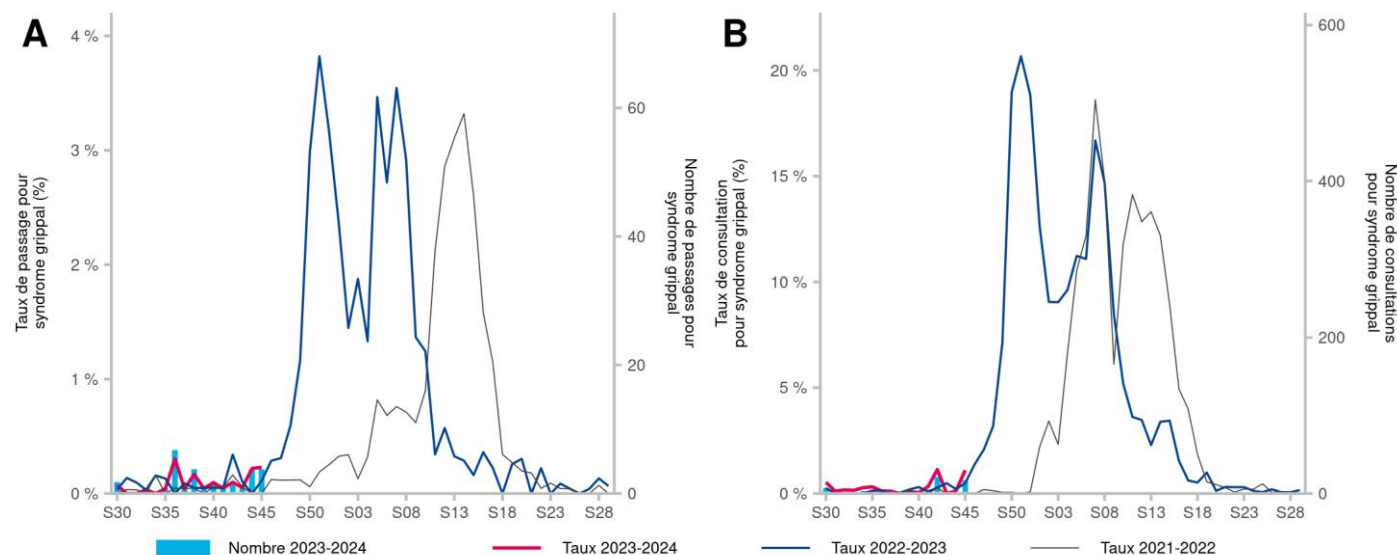 A
4 %
3 %
2 %
1 %
0 %
Taux de passage pour
syndrome grippal (%)
60
40
20
0
Nombre de passages pour
syndrome grippal
S30 S35 S40 S45 S50 S03 S08 S13 S18 S23 S28
B
20 %
15 %
10 %
5 %
0 %
Taux de consultation
pour syndrome grippal (%)
600
400
200
0
Nombre de consultations
pour syndrome grippal
S30 S35 S40 S45 S50 S03 S08 S13 S18 S23 S28
Nombre 2023-2024 Taux 2023-2024 Taux 2022-2023 Taux 2021-2022